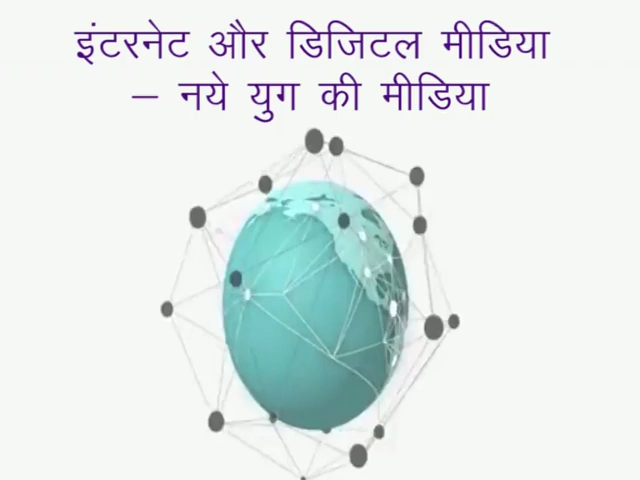 इंटरनेट और डिजिटल मीडिया
– नये युग की मीडिया